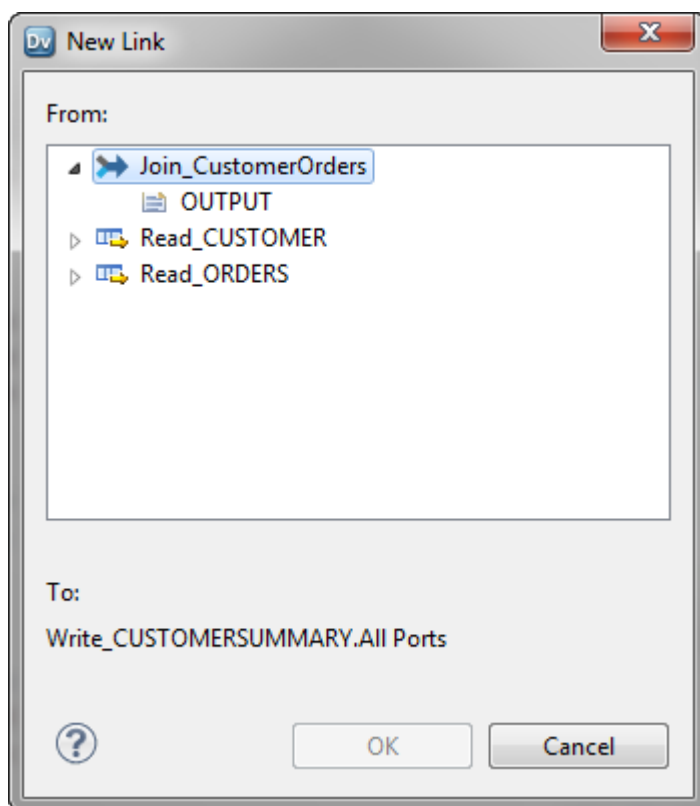 Dv New Link
From:
Join_CustomerOrders
OUTPUT
Read_CUSTOMER
Read_ORDERS
To:
Write_CUSTOMERSUMMARY.All Ports
? OK Cancel